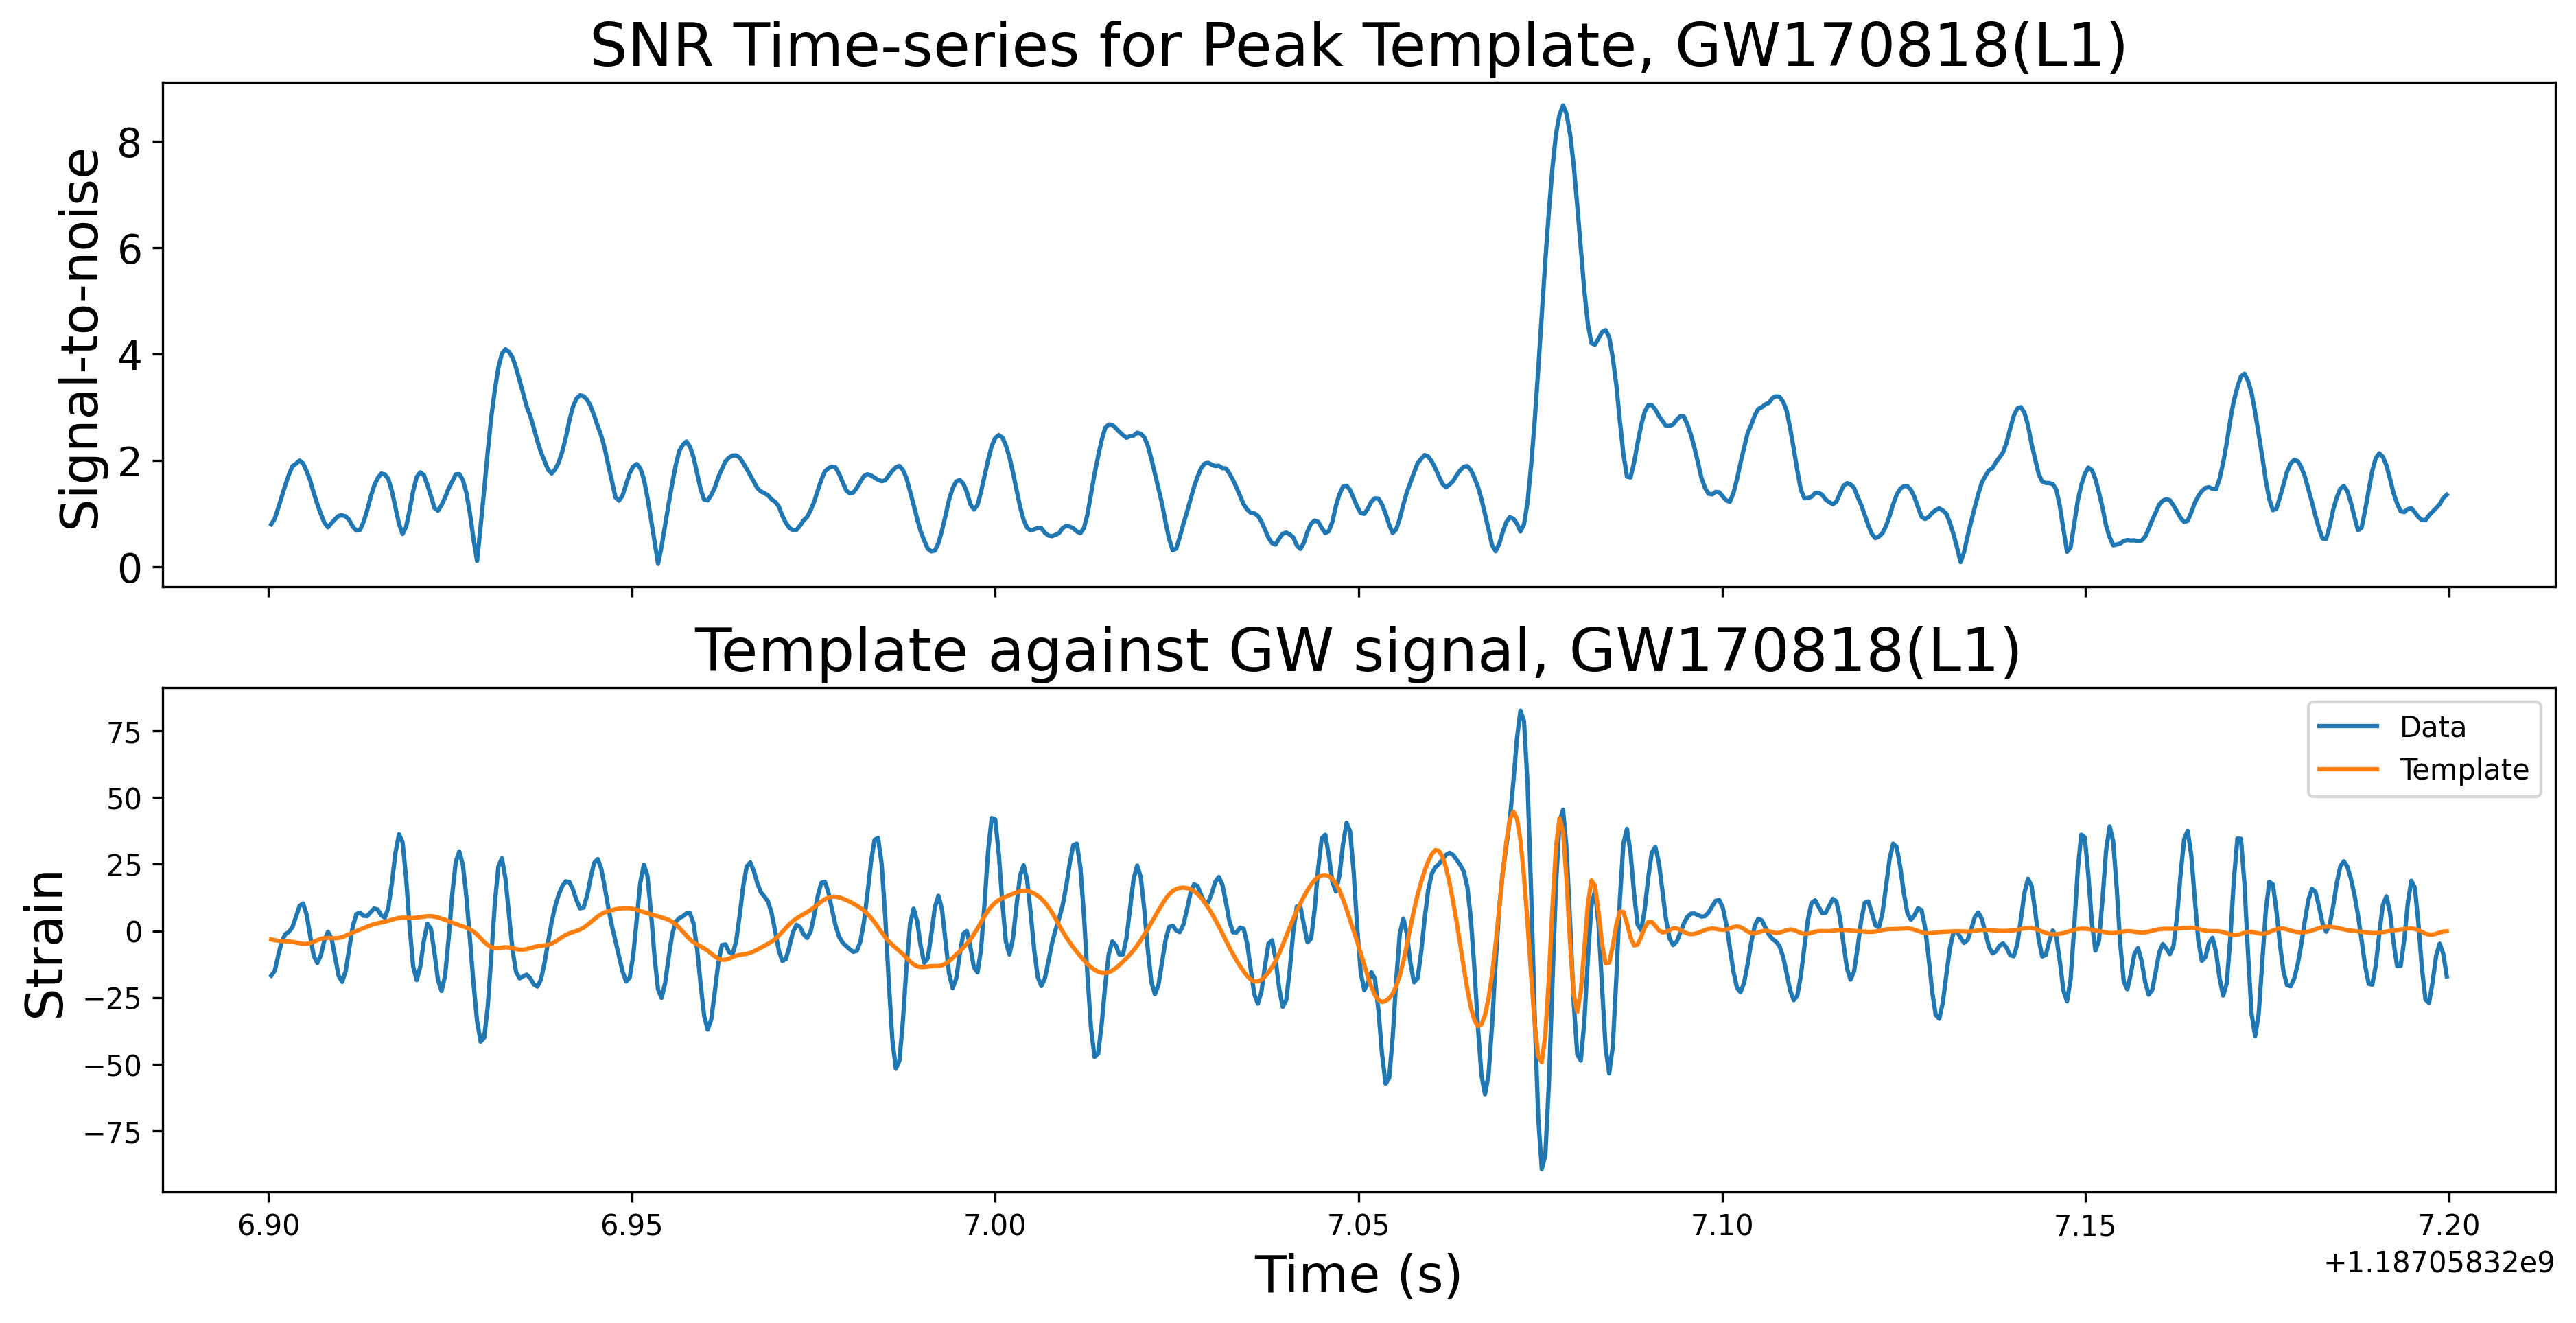 SNR Time-series for Peak Template, GW170818(L1)
Signal-to-noise
8
6
4
2
0
Template against GW signal, GW170818(L1)
Strain
75
50
25
0
−25
−50
−75
Data
Template
6.90 6.95 7.00 7.05 7.10 7.15 7.20
+1.18705832e9
Time (s)